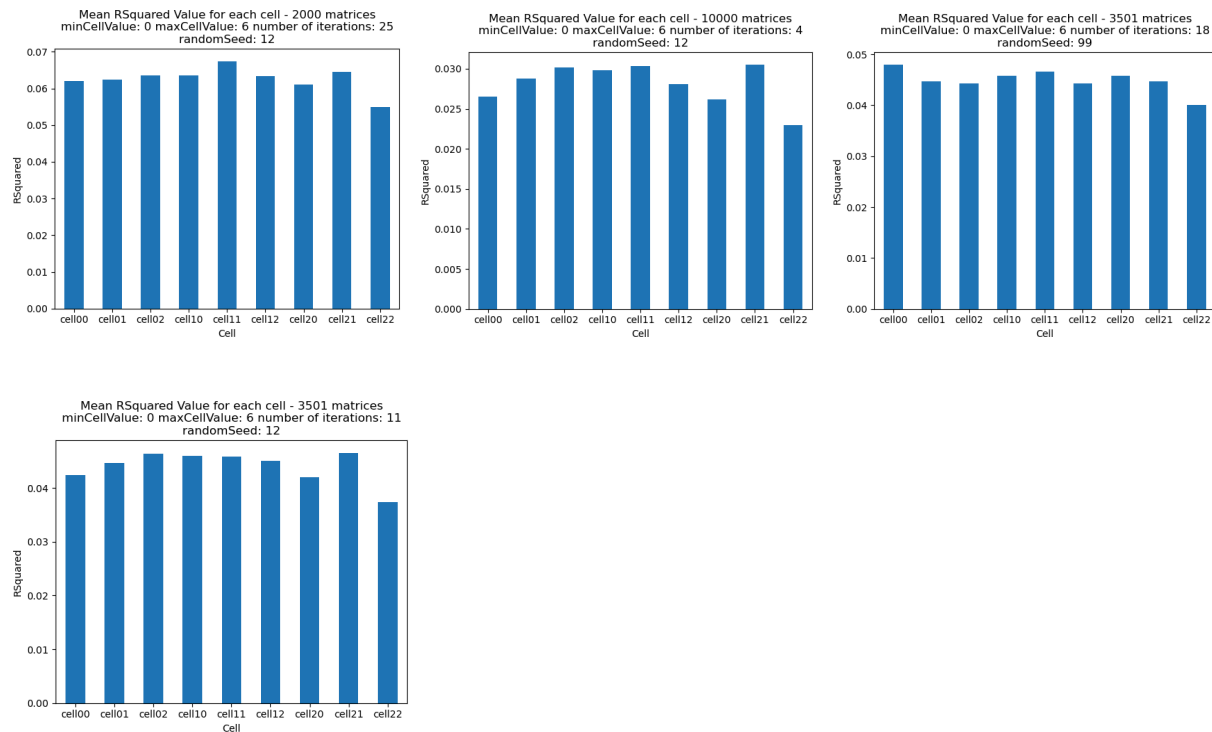 Mean RSquared Value for each cell - 2000 matrices
minCellValue: 0 maxCellValue: 6 number of iterations: 25
randomSeed: 12
0.07
0.06
0.05
0.04
0.03
0.02
0.01
0.00
RSquared
cell00 cell01 cell02 cell10 cell11 cell12 cell20 cell21 cell22
Cell
Mean RSquared Value for each cell - 10000 matrices
minCellValue: 0 maxCellValue: 6 number of iterations: 4
randomSeed: 12
0.030
0.025
0.020
0.015
0.010
0.005
0.000
RSquared
cell00 cell01 cell02 cell10 cell11 cell12 cell20 cell21 cell22
Cell
Mean RSquared Value for each cell - 3501 matrices
minCellValue: 0 maxCellValue: 6 number of iterations: 18
randomSeed: 99
0.05
0.04
0.03
0.02
0.01
0.00
RSquared
cell00 cell01 cell02 cell10 cell11 cell12 cell20 cell21 cell22
Cell
Mean RSquared Value for each cell - 3501 matrices
minCellValue: 0 maxCellValue: 6 number of iterations: 11
randomSeed: 12
0.04
0.03
0.02
0.01
0.00
RSquared
cell00 cell01 cell02 cell10 cell11 cell12 cell20 cell21 cell22
Cell